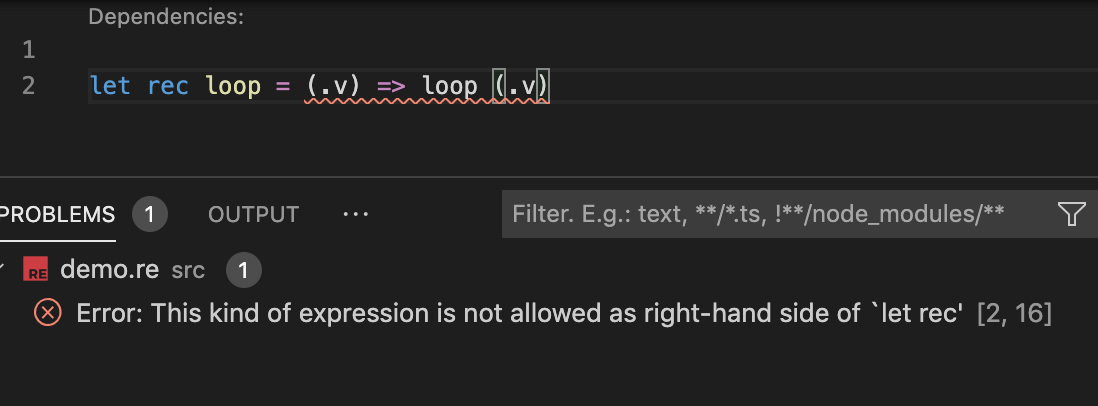 Dependencies:
1
2 let rec loop = (.v) => loop (.v)
PROBLEMS 1 OUTPUT ··· Filter. E.g.: text, **/*.ts, !**/node_modules/**
RE demo.re src 1
Error: This kind of expression is not allowed as right-hand side of `let rec' [2, 16]